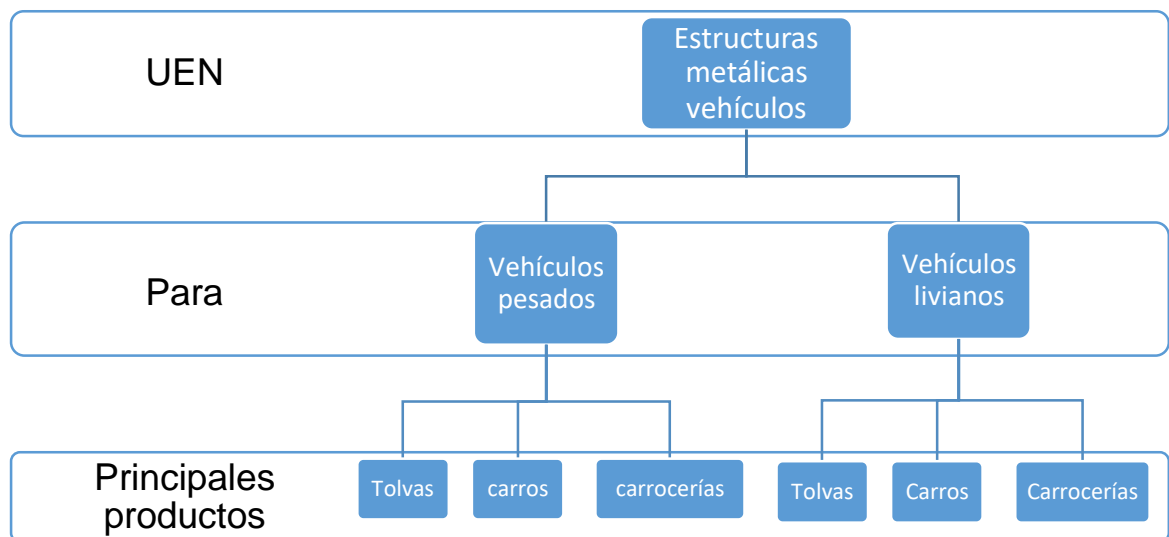 UEN
Estructuras
metálicas
vehículos
Para
Vehículos
pesados
Vehículos
livianos
Principales
productos
Tolvas
carros
carrocerías
Tolvas
Carros
Carrocerías